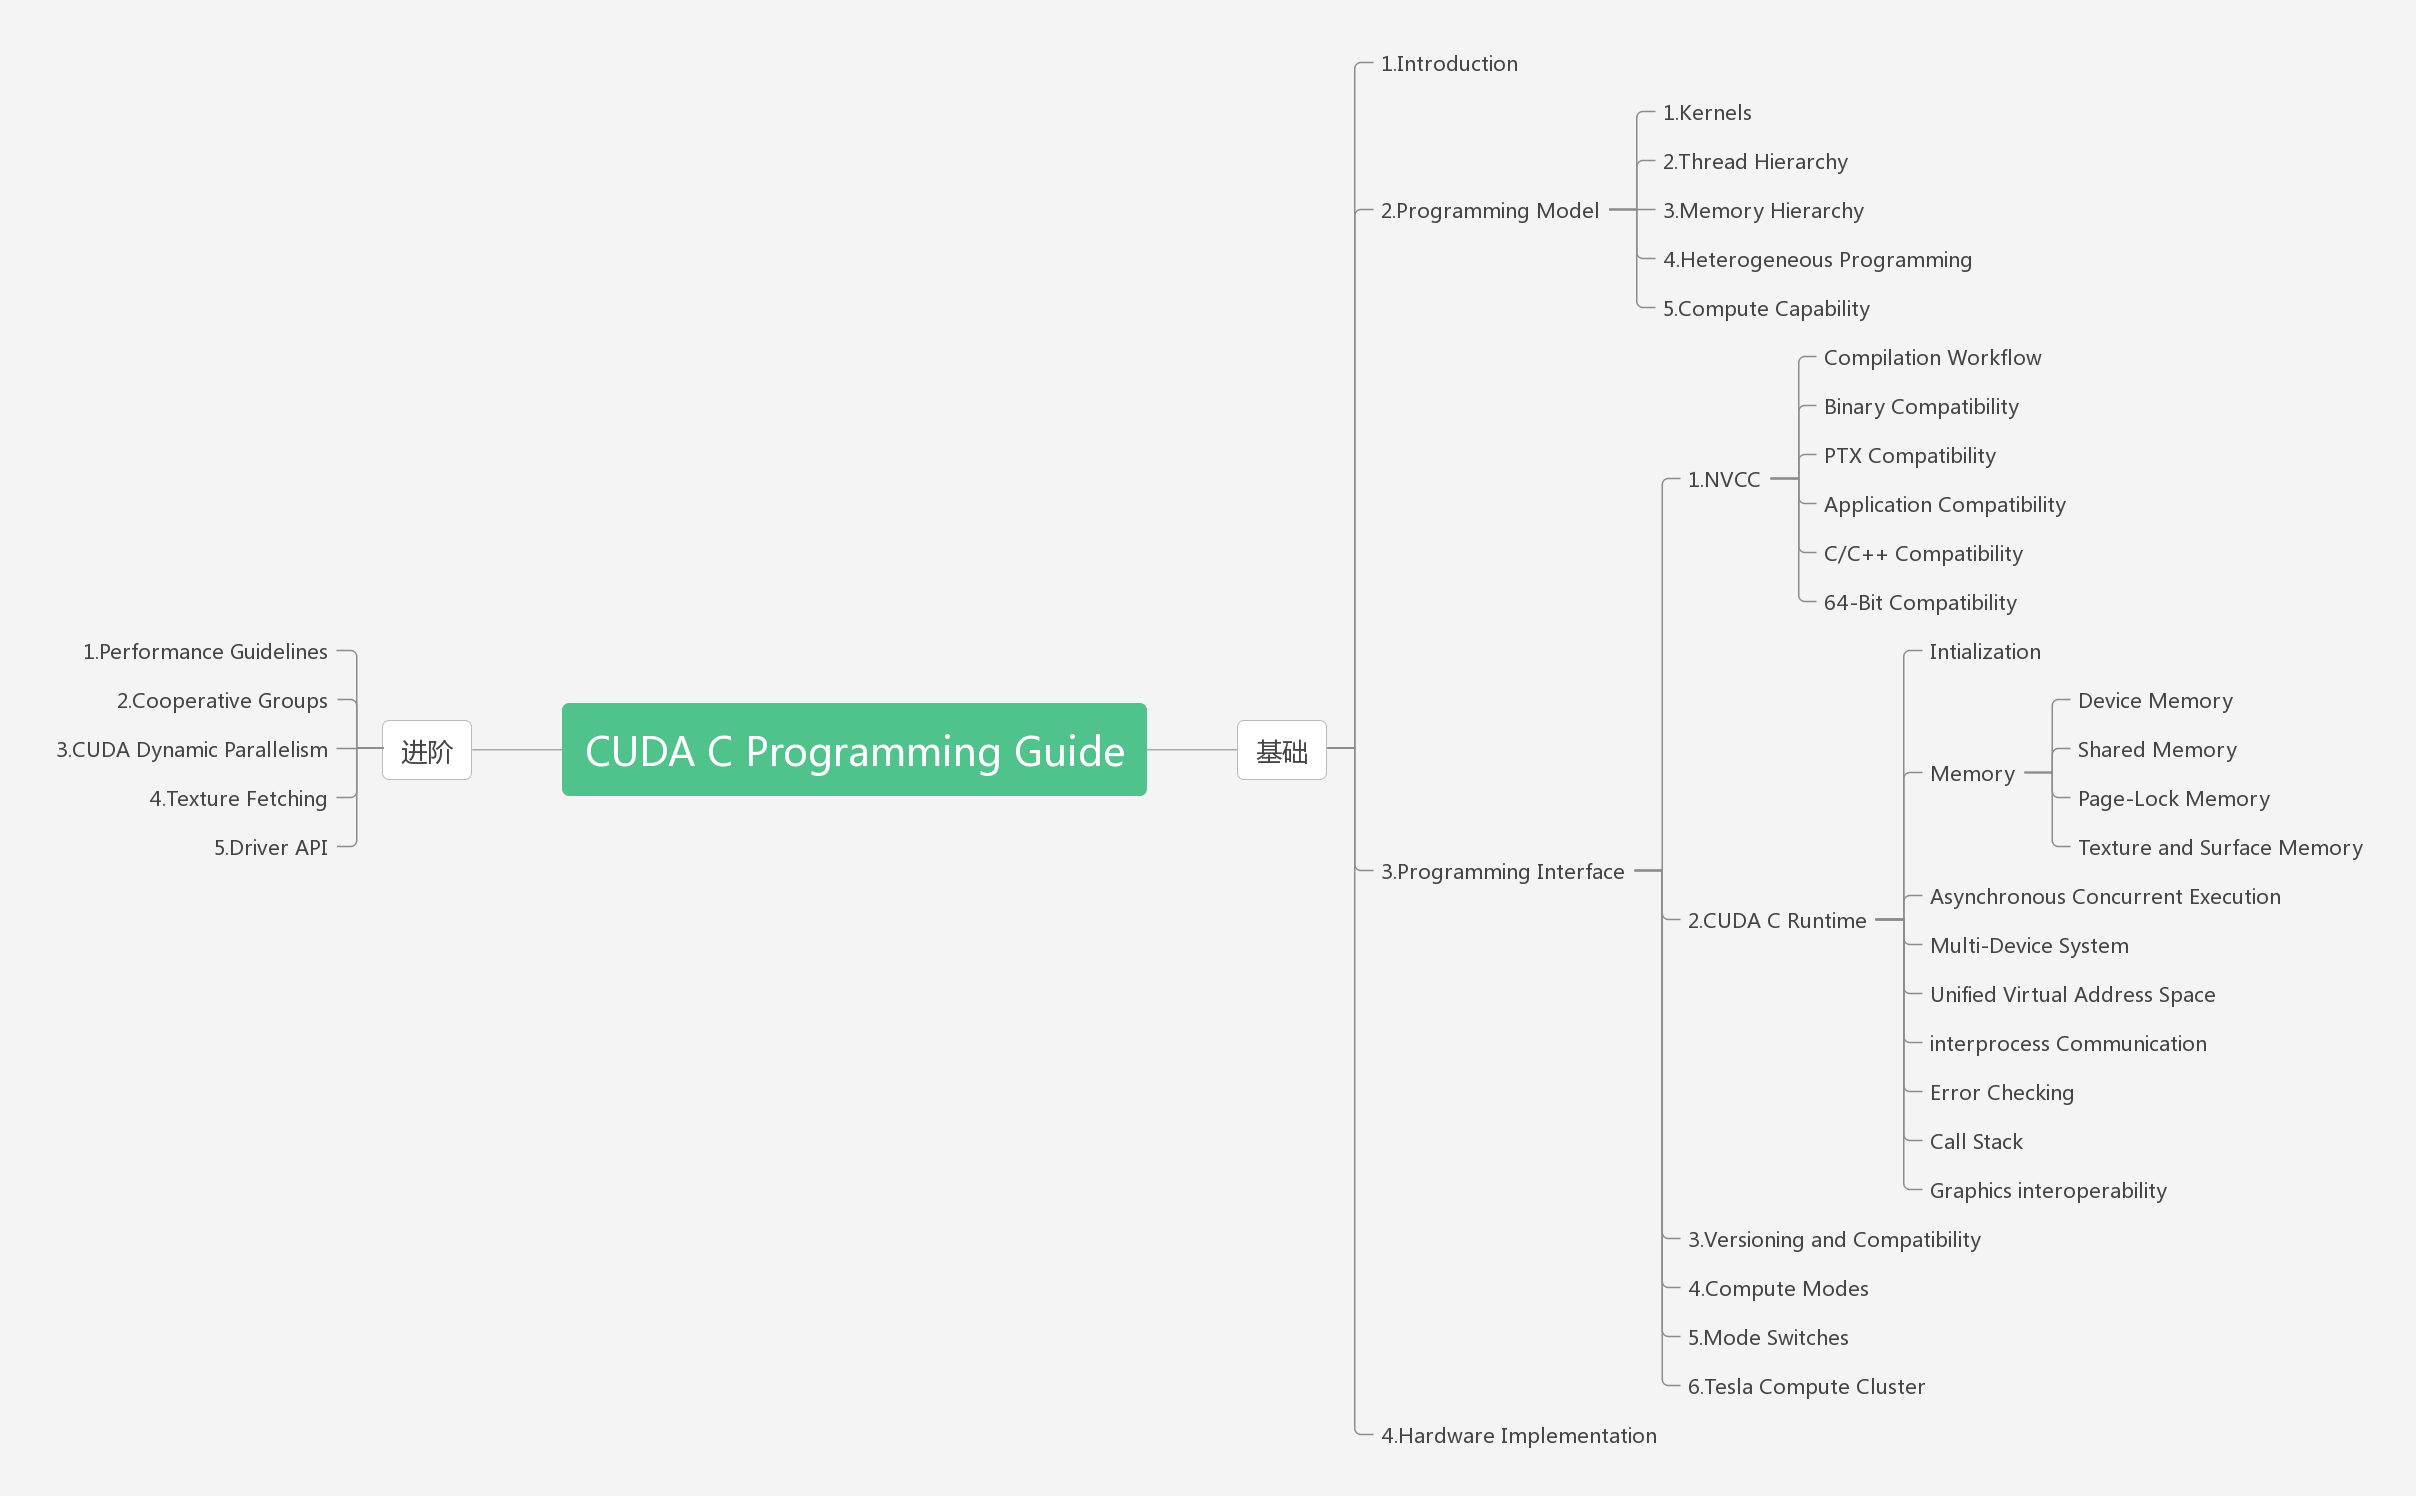 CUDA C Programming Guide
基础
1.Introduction
2.Programming Model
1.Kernels
2.Thread Hierarchy
3.Memory Hierarchy
4.Heterogeneous Programming
5.Compute Capability
3.Programming Interface
1.NVCC
Compilation Workflow
Binary Compatibility
PTX Compatibility
Application Compatibility
C/C++ Compatibility
64-Bit Compatibility
2.CUDA C Runtime
Intialization
Memory
Device Memory
Shared Memory
Page-Lock Memory
Texture and Surface Memory
Asynchronous Concurrent Execution
Multi-Device System
Unified Virtual Address Space
interprocess Communication
Error Checking
Call Stack
Graphics interoperability
3.Versioning and Compatibility
4.Compute Modes
5.Mode Switches
6.Tesla Compute Cluster
4.Hardware Implementation
进阶
1.Performance Guidelines
2.Cooperative Groups
3.CUDA Dynamic Parallelism
4.Texture Fetching
5.Driver API